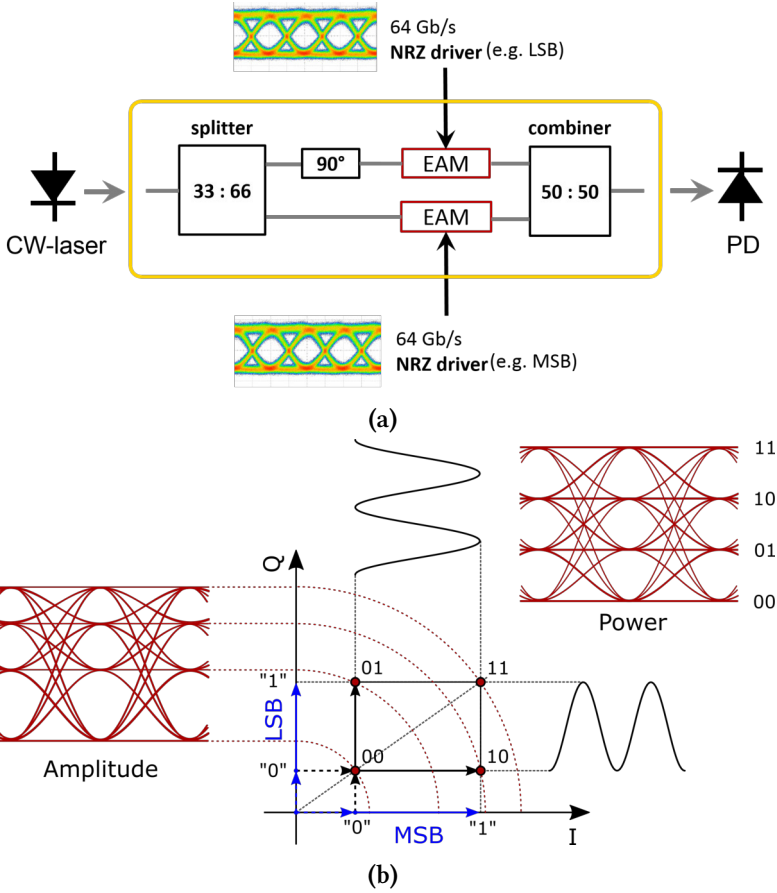 64 Gb/s
NRZ driver (e.g. LSB)
splitter
combiner
33 : 66
90°
EAM
50 : 50
EAM
CW-laser
PD
64 Gb/s
NRZ driver (e.g. MSB)
(a)
11
10
01
00
Power
Q
"1"
LSB
"0"
01
11
00
10
Amplitude
"0"
MSB
"1"
I
(b)